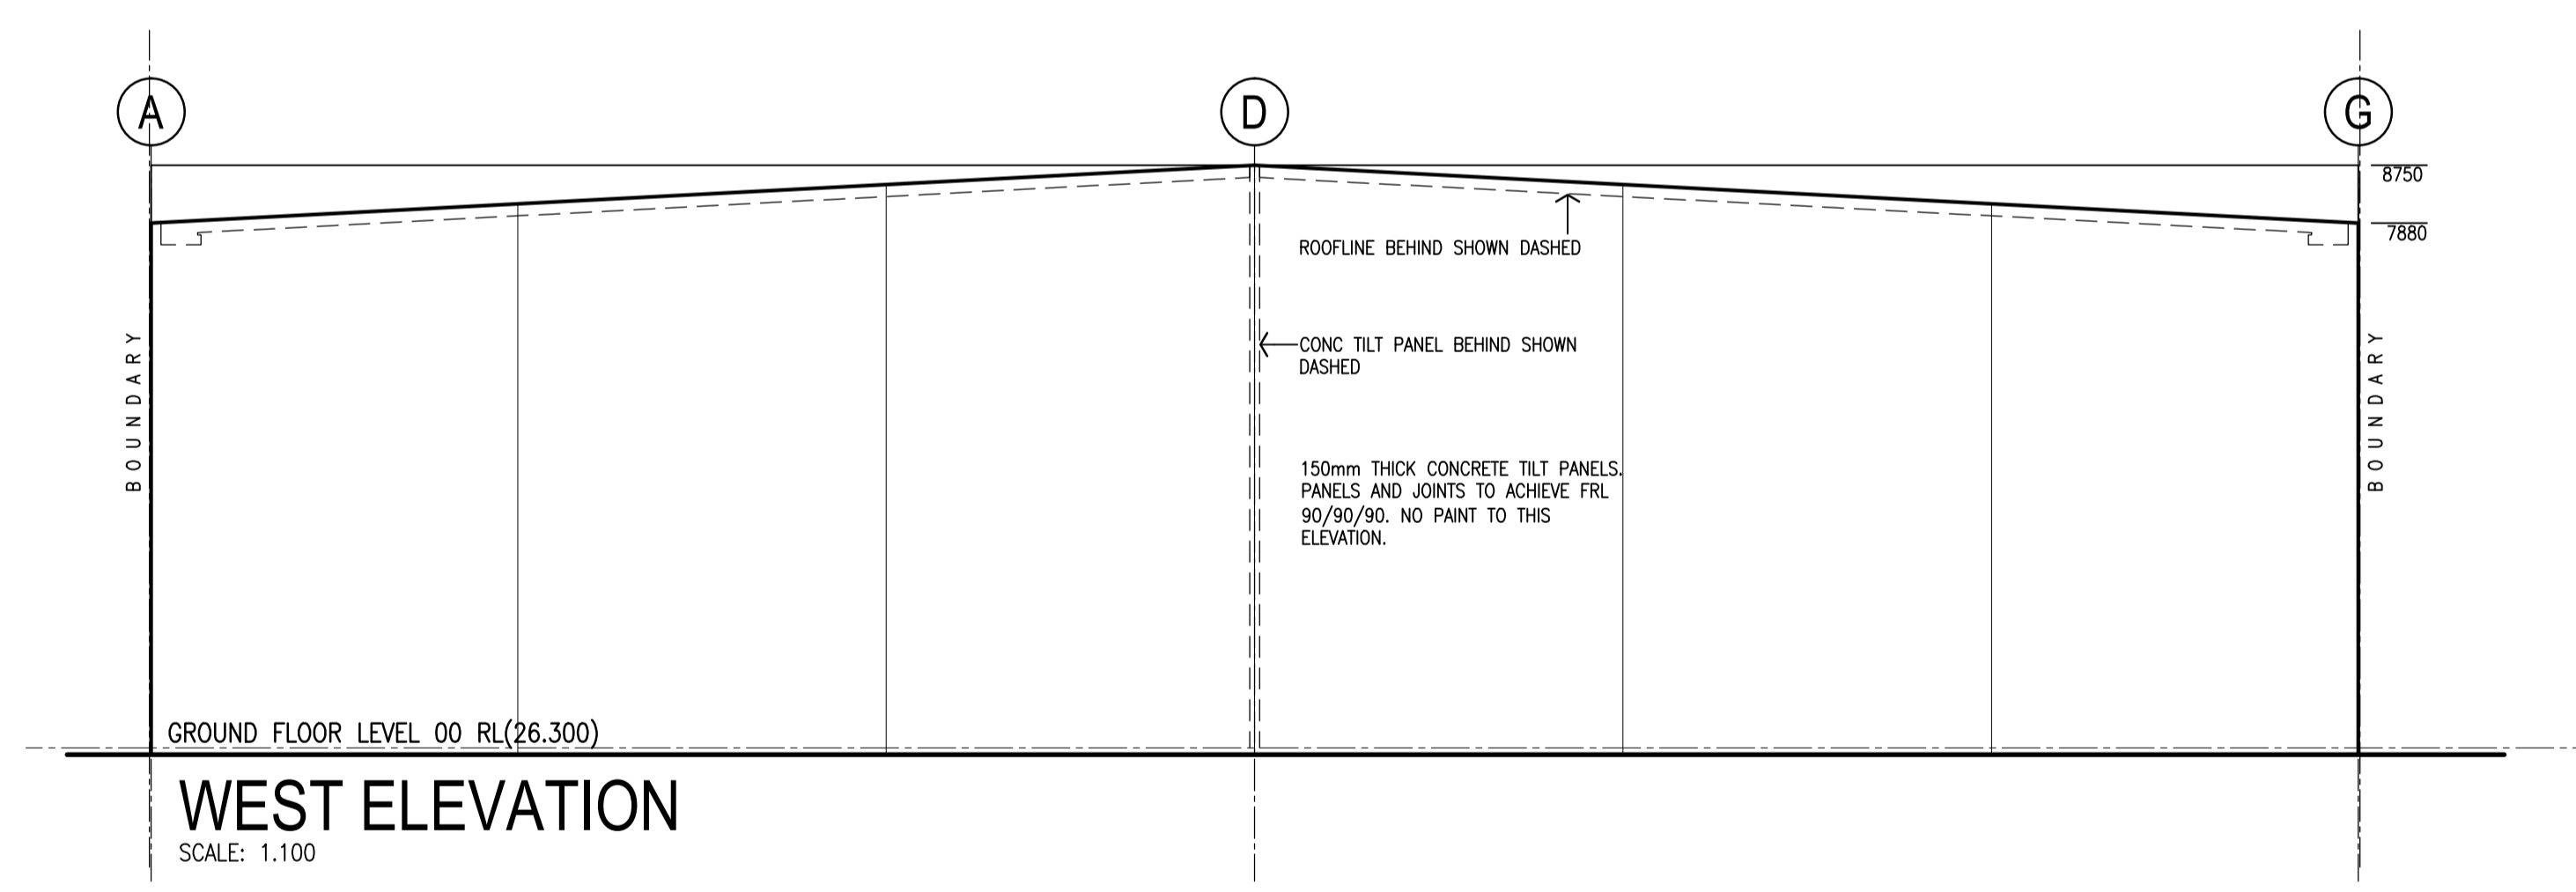 A
D
G
8750
7880
ROOFLINE BEHIND SHOWN DASHED
CONC TILT PANEL BEHIND SHOWN
DASHED
BOUNDARY
BOUNDARY
150mm THICK CONCRETE TILT PANELS.
PANELS AND JOINTS TO ACHIEVE FRL
90/90/90. NO PAINT TO THIS
ELEVATION.
GROUND FLOOR LEVEL 00 RL(26.300)
WEST ELEVATION
SCALE: 1.100